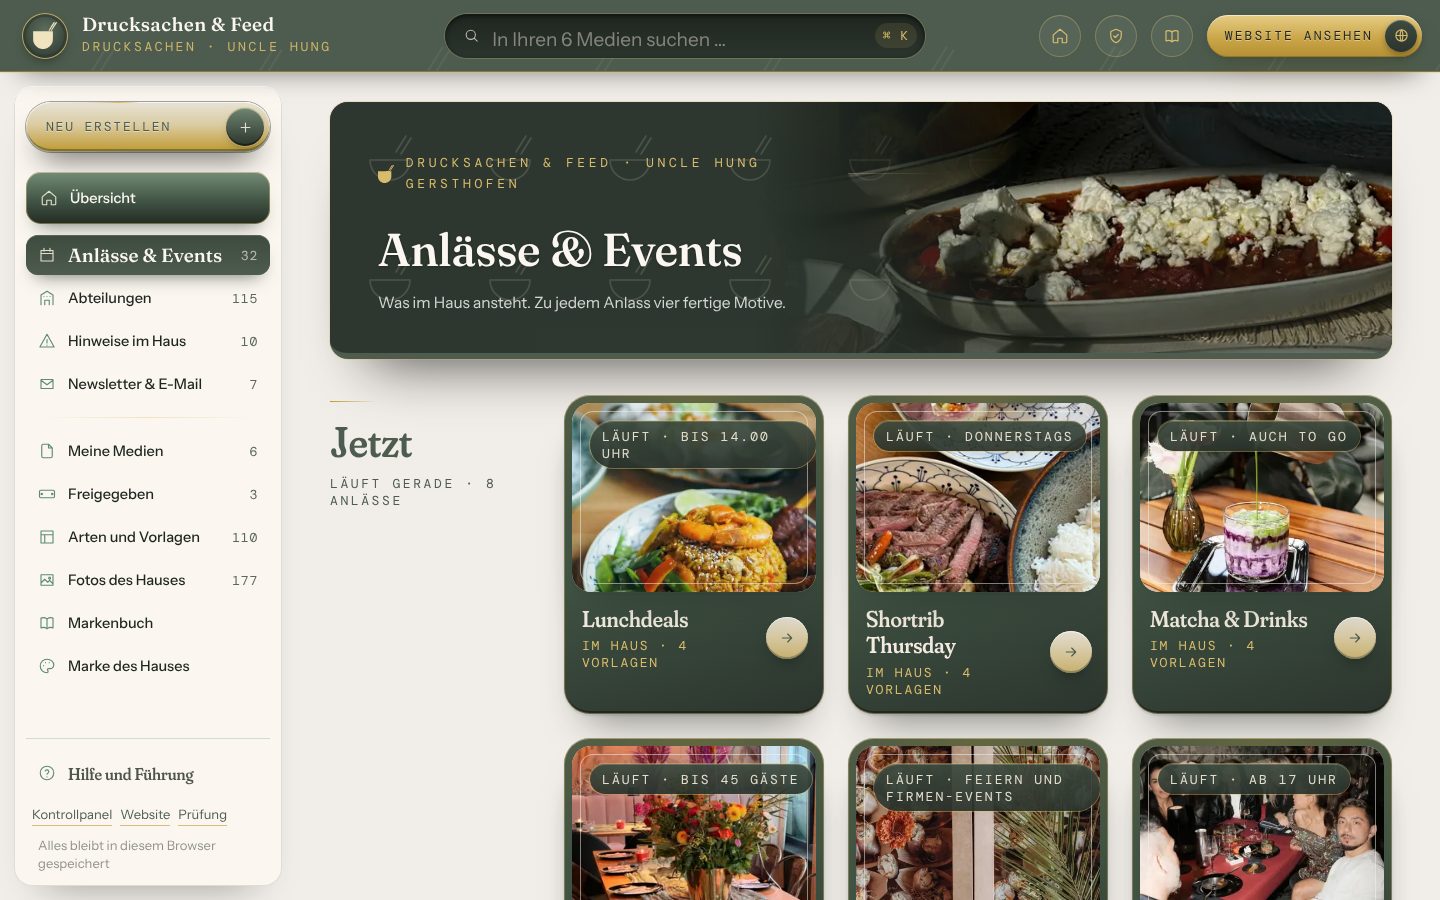 Drucksachen & Feed
DRUCKSACHEN · UNCLE HUNG
In Ihren 6 Medien suchen ...
⌘ K
WEBSITE ANSEHEN
NEU ERSTELLEN
Übersicht
Anlässe & Events 32
Abteilungen 115
Hinweise im Haus 10
Newsletter & E-Mail 7
Meine Medien 6
Freigegeben 3
Arten und Vorlagen 110
Fotos des Hauses 177
Markenbuch
Marke des Hauses
Hilfe und Führung
Kontrollpanel Website Prüfung
Alles bleibt in diesem Browser
gespeichert
DRUCKSACHEN & FEED · UNCLE HUNG
GERSTHOFEN
Anlässe & Events
Was im Haus ansteht. Zu jedem Anlass vier fertige Motive.
Jetzt
LÄUFT GERADE · 8
ANLÄSSE
LÄUFT · BIS 14.00
UHR
Lunchdeals
IM HAUS · 4
VORLAGEN
LÄUFT · DONNERSTAGS
Shortrib
Thursday
IM HAUS · 4
VORLAGEN
LÄUFT · AUCH TO GO
Matcha & Drinks
IM HAUS · 4
VORLAGEN
LÄUFT · BIS 45 GÄSTE
LÄUFT · FEIERN UND
FIRMEN-EVENTS
LÄUFT · AB 17 UHR